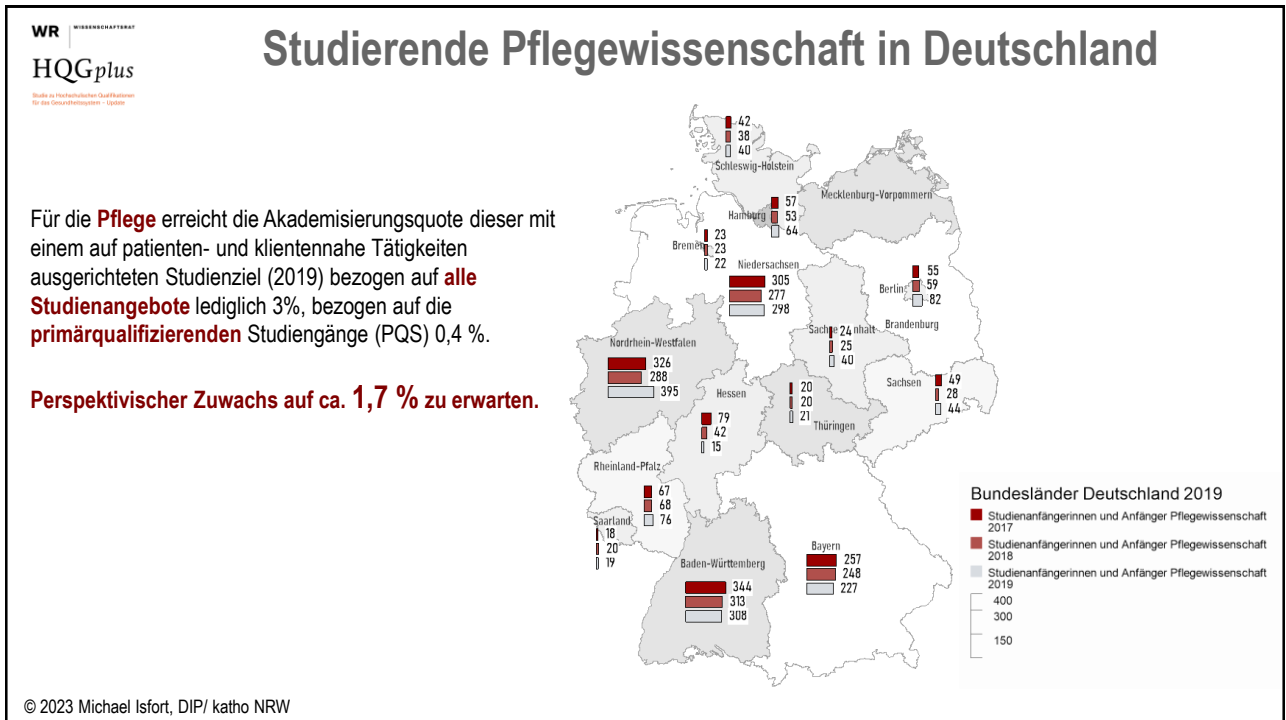 WR WISSENSCHAFTSRAT
HQGplus
Studie zu Hochschulischen Qualifikationen
für das Gesundheitssystem – Update
Studierende Pflegewissenschaft in Deutschland
Für die Pflege erreicht die Akademisierungsquote dieser mit
einem auf patienten- und klientennahe Tätigkeiten
ausgerichteten Studienziel (2019) bezogen auf alle
Studienangebote lediglich 3%, bezogen auf die
primärqualifizierenden Studiengänge (PQS) 0,4 %.
Perspektivischer Zuwachs auf ca. 1,7 % zu erwarten.
42
38
40
Schleswig-Holstein
Mecklenburg-Vorpommern
Hamburg
57
53
64
Bremen
23
23
22
Niedersachsen
305
277
298
Berlin
55
59
82
Brandenburg
24
25
40
Nordrhein-Westfalen
326
288
395
Sachsen
49
28
44
Hessen
79
42
15
20
20
21
Thüringen
Rheinland-Pfalz
67
68
76
Saarland
18
20
19
Baden-Württemberg
344
313
308
Bayern
257
248
227
Bundesländer Deutschland 2019
Studienanfängerinnen und Anfänger Pflegewissenschaft
2017
Studienanfängerinnen und Anfänger Pflegewissenschaft
2018
Studienanfängerinnen und Anfänger Pflegewissenschaft
2019
400
300
150
© 2023 Michael Isfort, DIP/ katho NRW